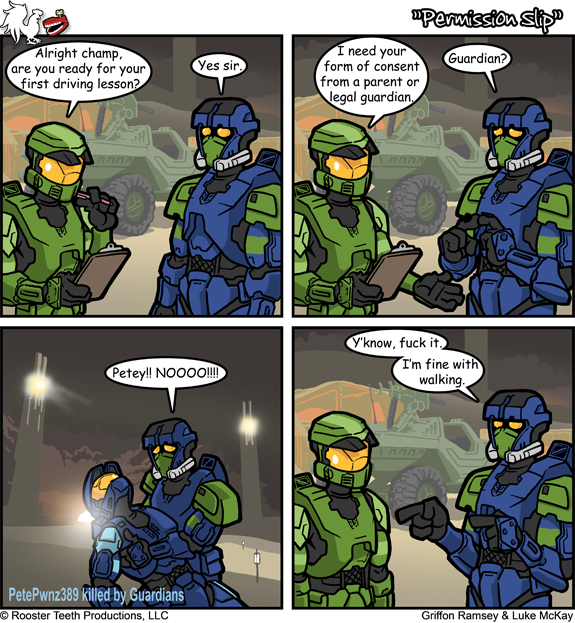 "Permission Slip"
Alright champ,
are you ready for your
first driving lesson?
Yes sir.
I need your
form of consent
from a parent or
legal guardian.
Guardian?
Petey!! NOOOO!!!!
PetePwnz389 killed by Guardians
Y'know, fuck it.
I'm fine with
walking.
© Rooster Teeth Productions, LLC
Griffon Ramsey & Luke McKay